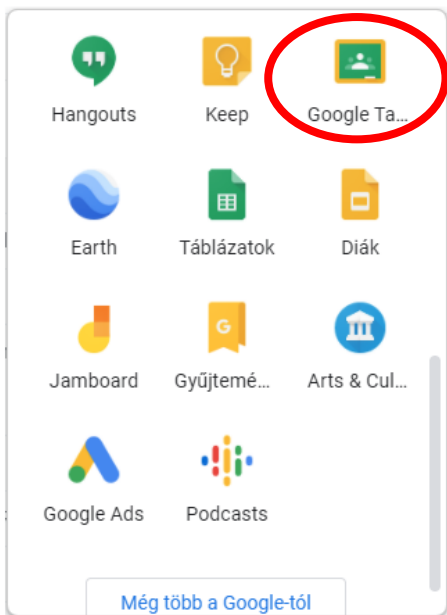 Hangouts Keep Google Ta...
Earth Táblázatok Diák
G
Jamboard Gyűjtemé... Arts & Cul...
Google Ads Podcasts
Még több a Google-tól